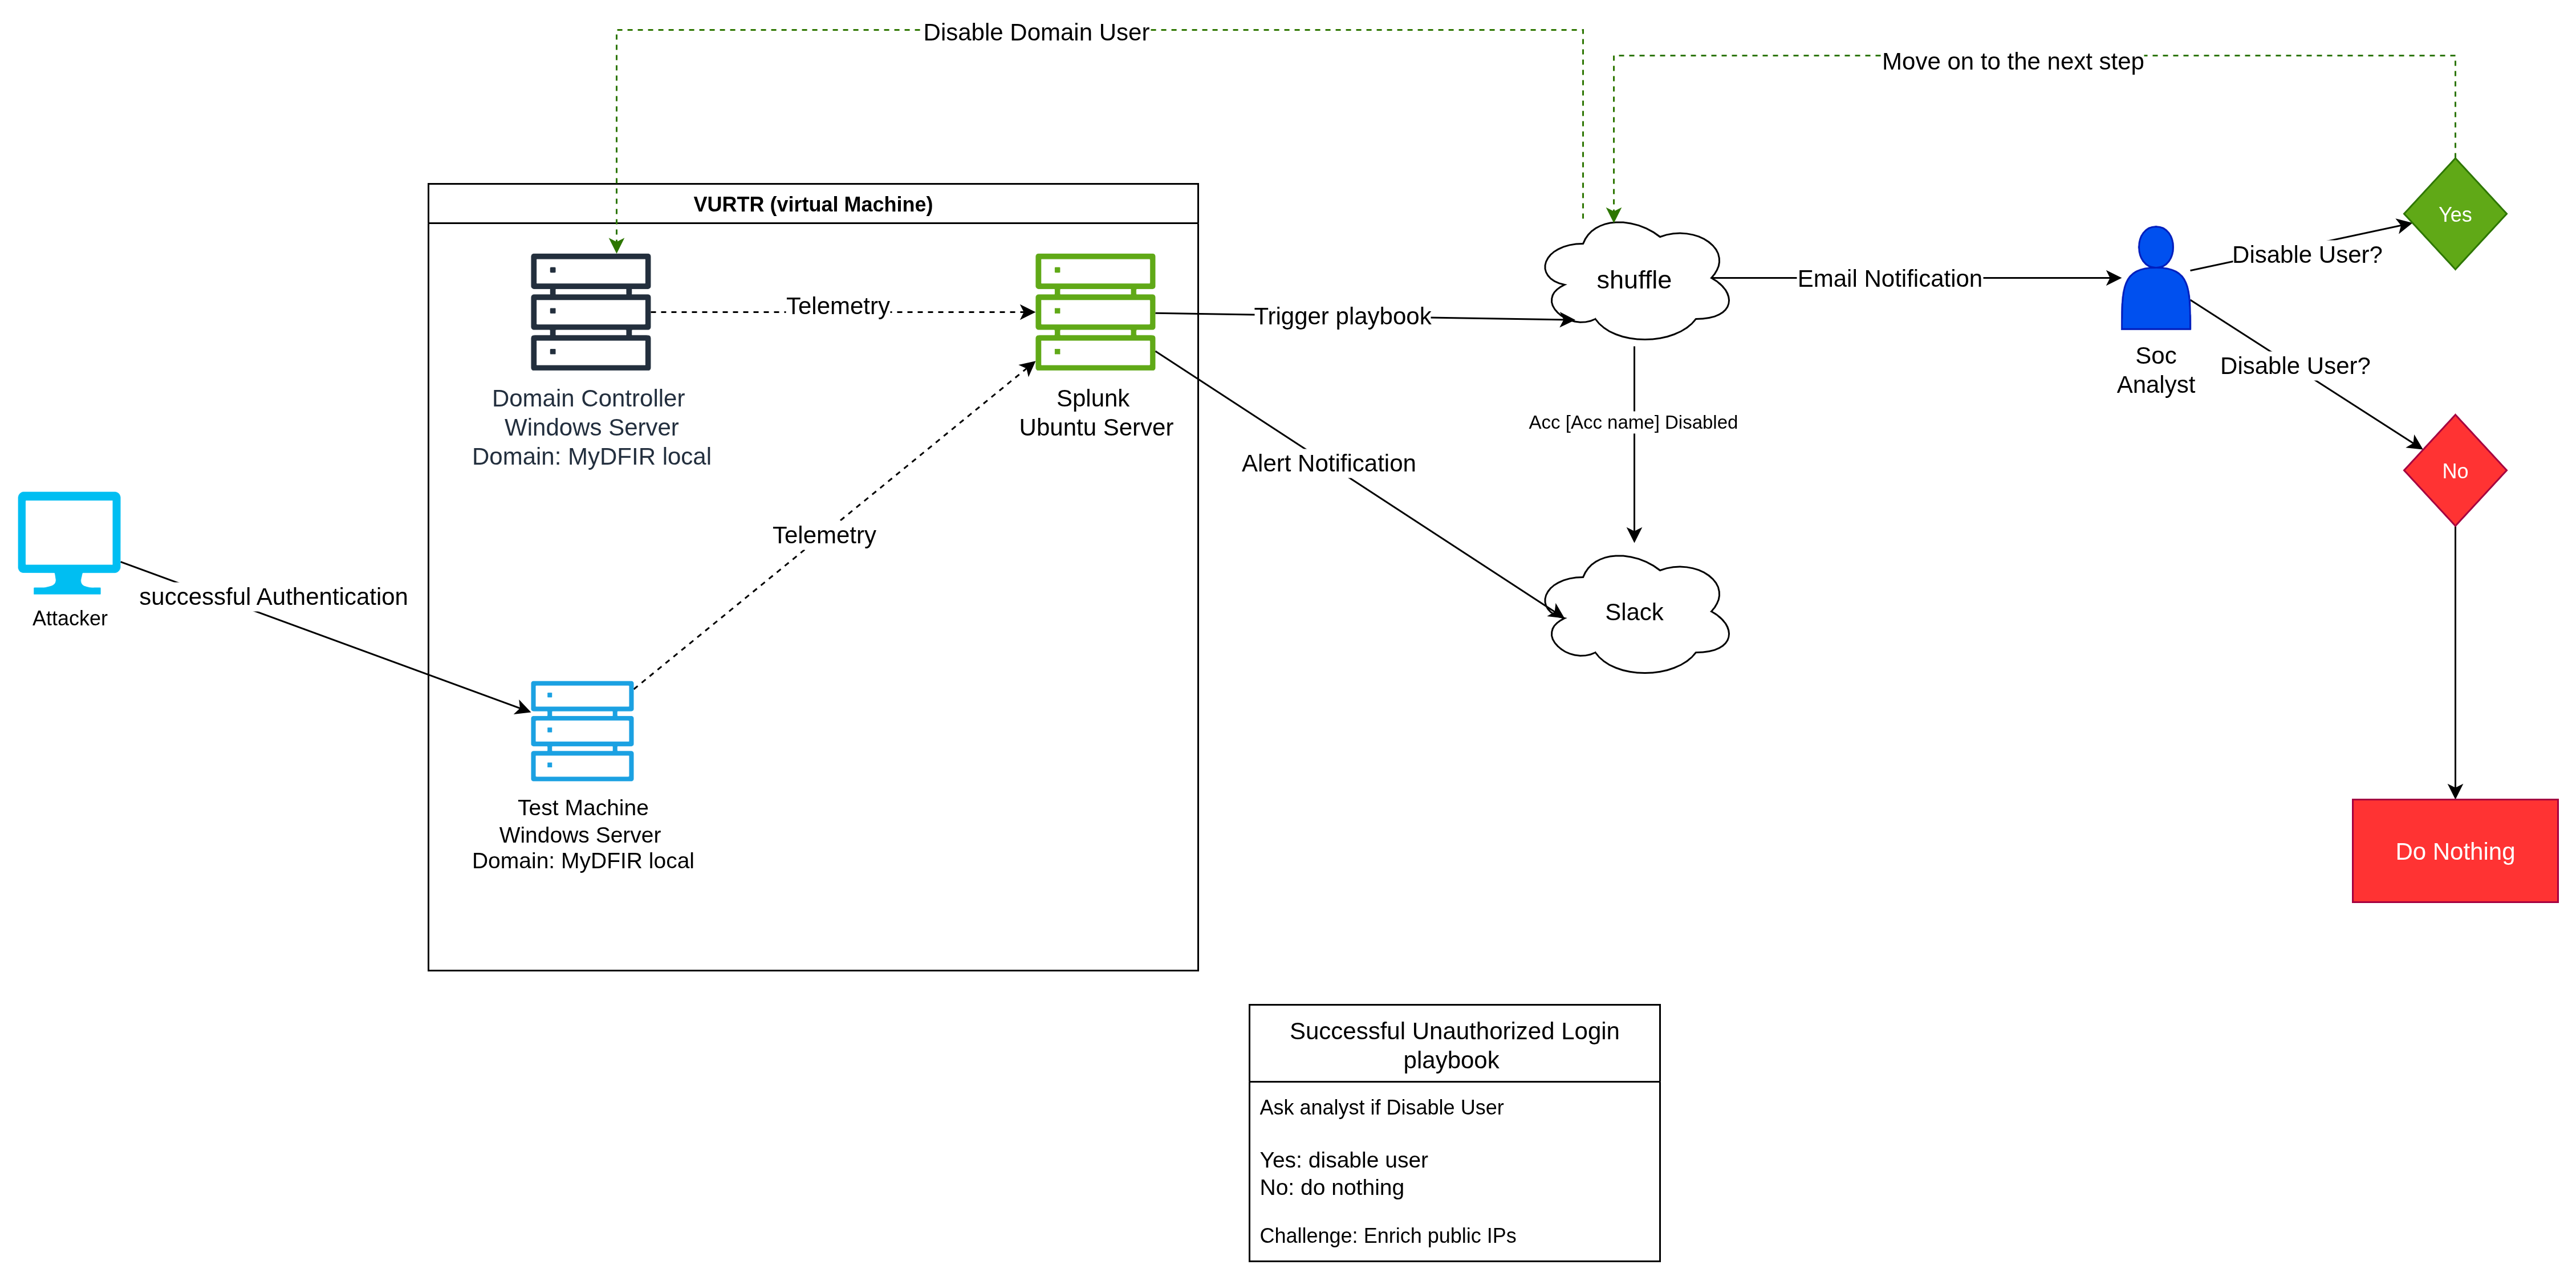 Disable Domain User
Move on to the next step
VURTR (virtual Machine)
Yes
Disable User?
shuffle
Email Notification
Telemetry
Trigger playbook
Soc
Analyst
Disable User?
Domain Controller
Windows Server
Domain: MyDFIR local
Splunk
Ubuntu Server
Acc [Acc name] Disabled
Alert Notification
No
Telemetry
successful Authentication
Attacker
Slack
Test Machine
Windows Server
Domain: MyDFIR local
Do Nothing
Successful Unauthorized Login
playbook
Ask analyst if Disable User
Yes: disable user
No: do nothing
Challenge: Enrich public IPs